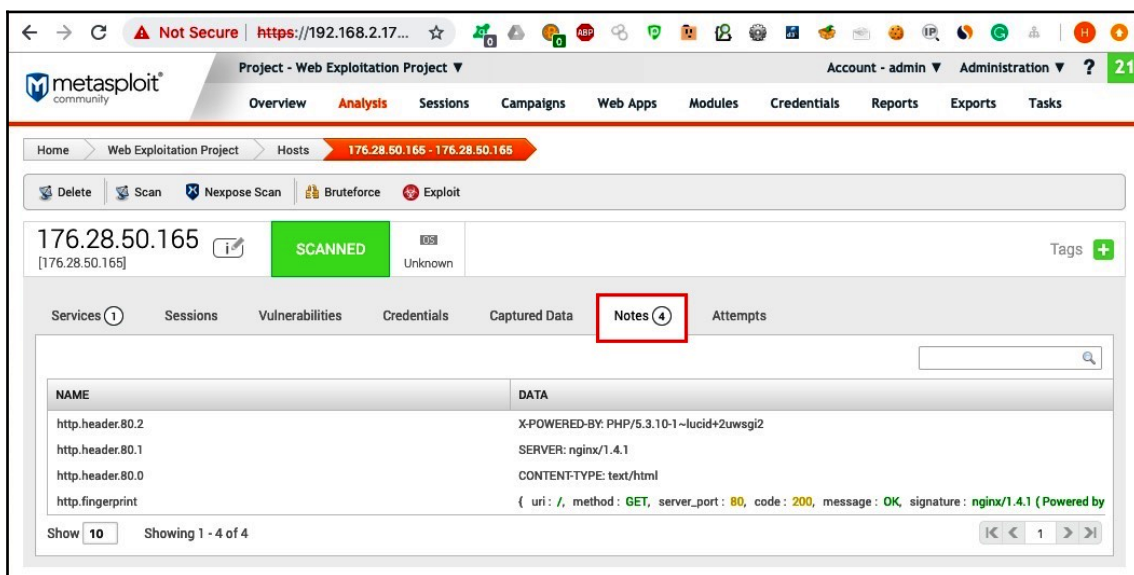 Not Secure | https://192.168.2.17...
metasploit®
community
Project - Web Exploitation Project ▼
Account - admin ▼ Administration ▼ ? 21
Overview Analysis Sessions Campaigns Web Apps Modules Credentials Reports Exports Tasks
Home Web Exploitation Project Hosts 176.28.50.165 - 176.28.50.165
Delete Scan Nexpose Scan Bruteforce Exploit
176.28.50.165
[176.28.50.165]
SCANNED
OS
Unknown
Tags
Services 1 Sessions Vulnerabilities Credentials Captured Data Notes 4 Attempts
NAME DATA
http.header.80.2 X-POWERED-BY: PHP/5.3.10-1~lucid+2uwsgi2
http.header.80.1 SERVER: nginx/1.4.1
http.header.80.0 CONTENT-TYPE: text/html
http.fingerprint { uri : /, method : GET, server_port : 80, code : 200, message : OK, signature : nginx/1.4.1 ( Powered by
Show 10 Showing 1 - 4 of 4 1